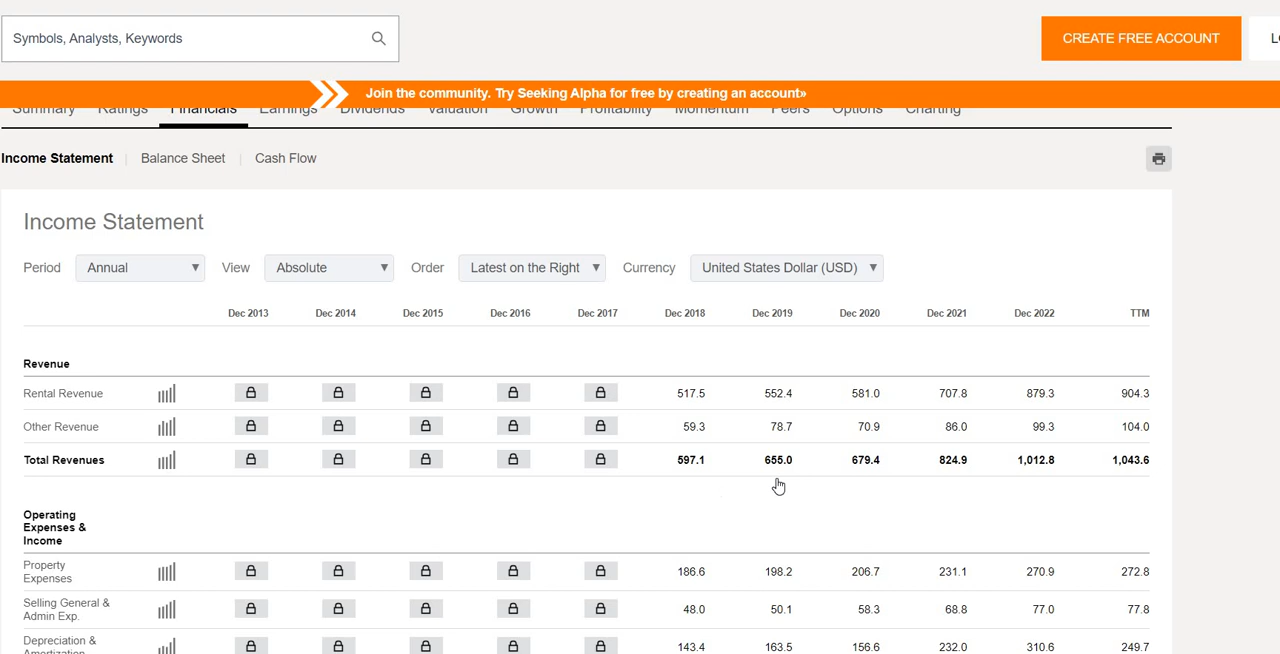 Symbols, Analysts, Keywords
CREATE FREE ACCOUNT
Join the community. Try Seeking Alpha for free by creating an account»
Summary Ratings Financials Earnings Dividends Valuation Growth Profitability Momentum Peers Options Charting
Income Statement | Balance Sheet | Cash Flow
Income Statement
Period Annual View Absolute Order Latest on the Right Currency United States Dollar (USD)
Dec 2013 Dec 2014 Dec 2015 Dec 2016 Dec 2017 Dec 2018 Dec 2019 Dec 2020 Dec 2021 Dec 2022 TTM
Revenue
Rental Revenue 517.5 552.4 581.0 707.8 879.3 904.3
Other Revenue 59.3 78.7 70.9 86.0 99.3 104.0
Total Revenues 597.1 655.0 679.4 824.9 1,012.8 1,043.6
Operating
Expenses &
Income
Property
Expenses 186.6 198.2 206.7 231.1 270.9 272.8
Selling General &
Admin Exp. 48.0 50.1 58.3 68.8 77.0 77.8
Depreciation &
Amortization 143.4 163.5 156.6 232.0 310.6 249.7